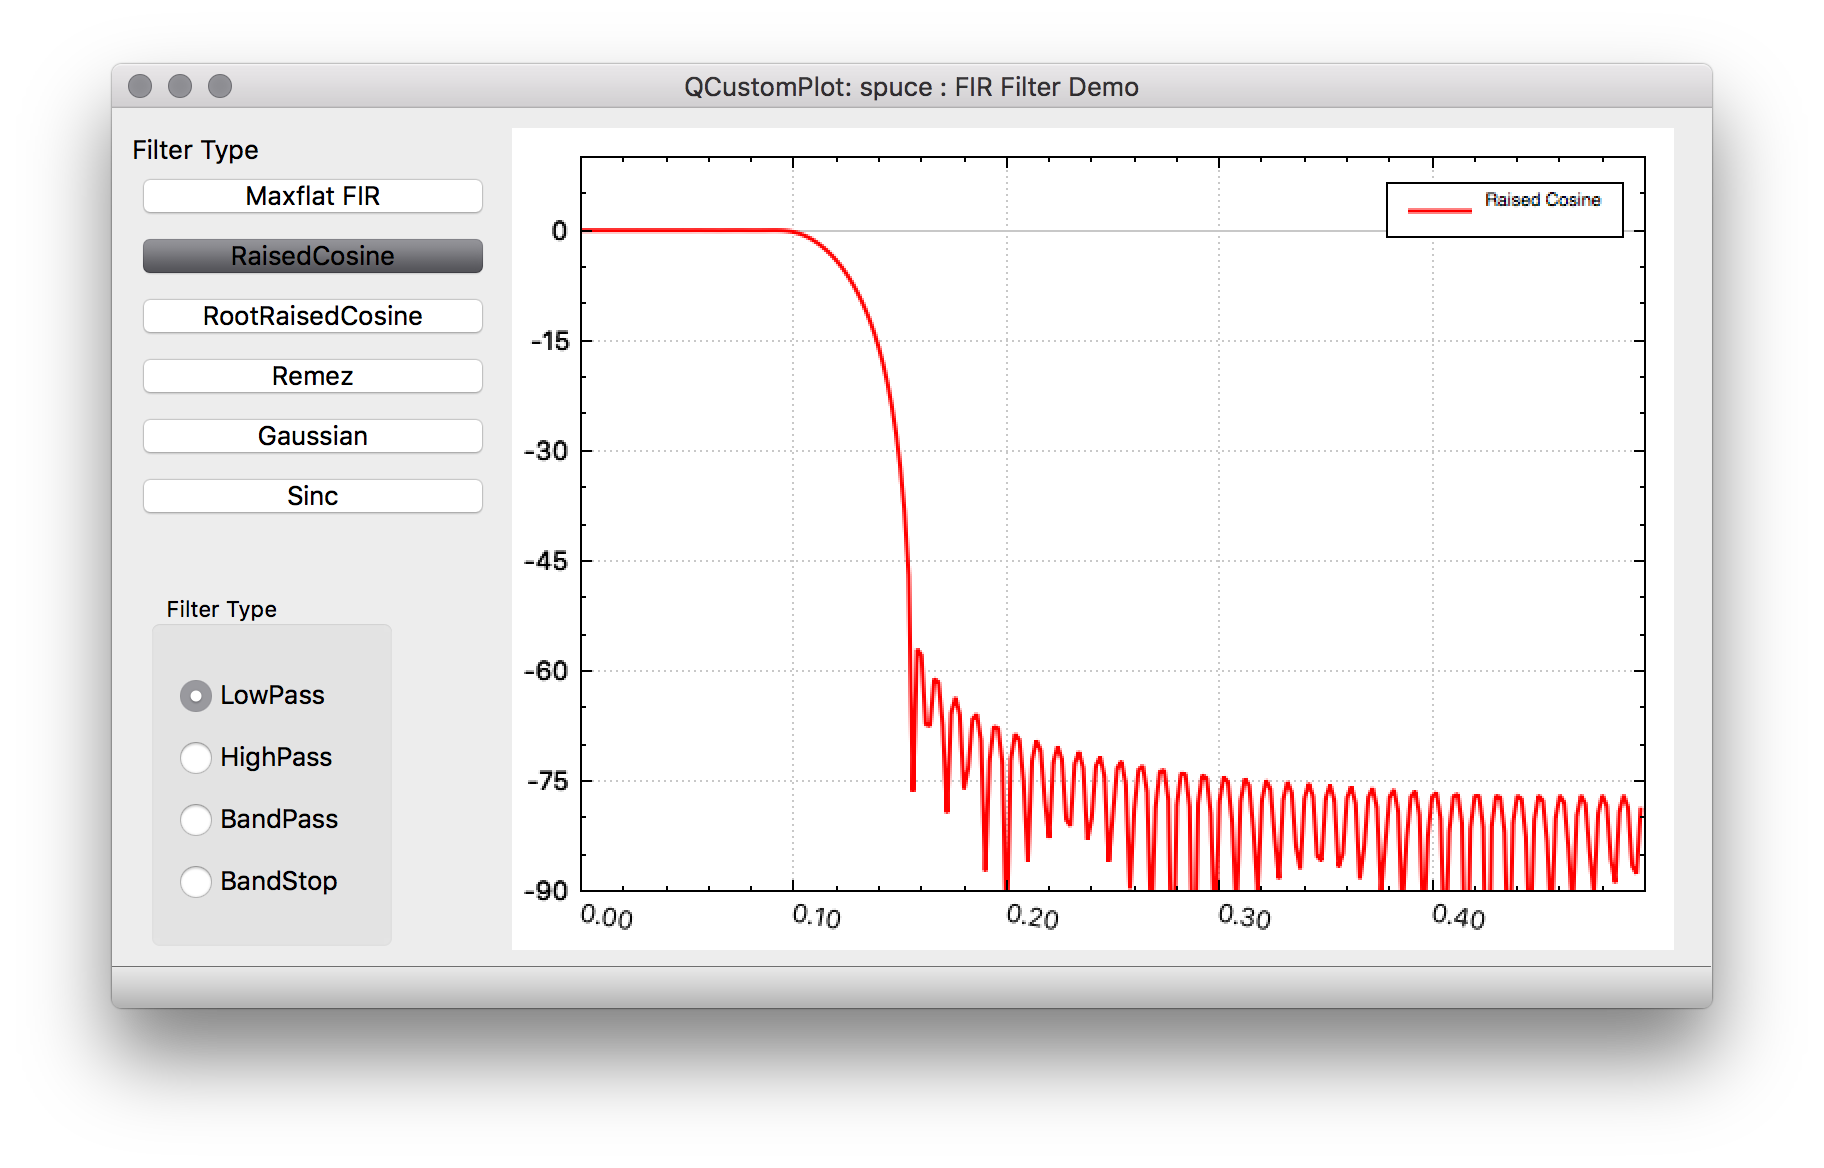 QCustomPlot: spuce : FIR Filter Demo
Filter Type
Maxflat FIR
RaisedCosine
RootRaisedCosine
Remez
Gaussian
Sinc
Filter Type
LowPass
HighPass
BandPass
BandStop
Raised Cosine
0
-15
-30
-45
-60
-75
-90
0.00 0.10 0.20 0.30 0.40